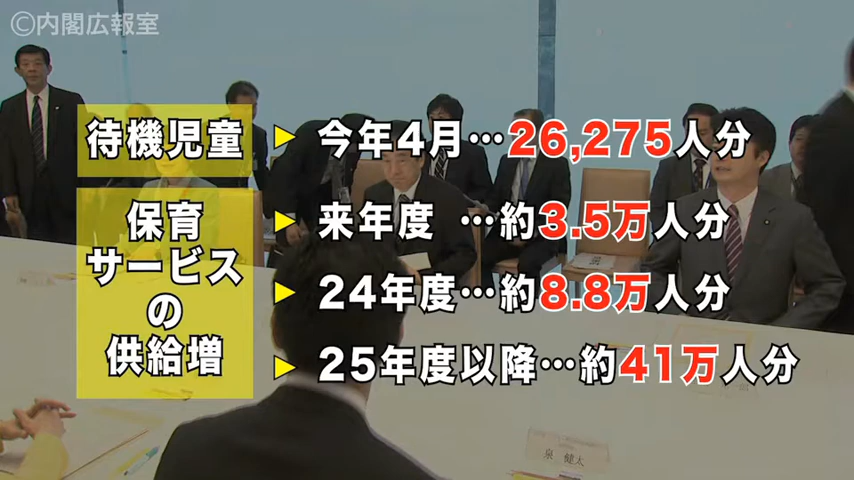 ©内閣広報室
待機児童 ▶ 今年4月…26,275人分
保育サービスの供給増
▶ 来年度 …約3.5万人分
▶ 24年度…約8.8万人分
▶ 25年度以降…約41万人分
泉 健太